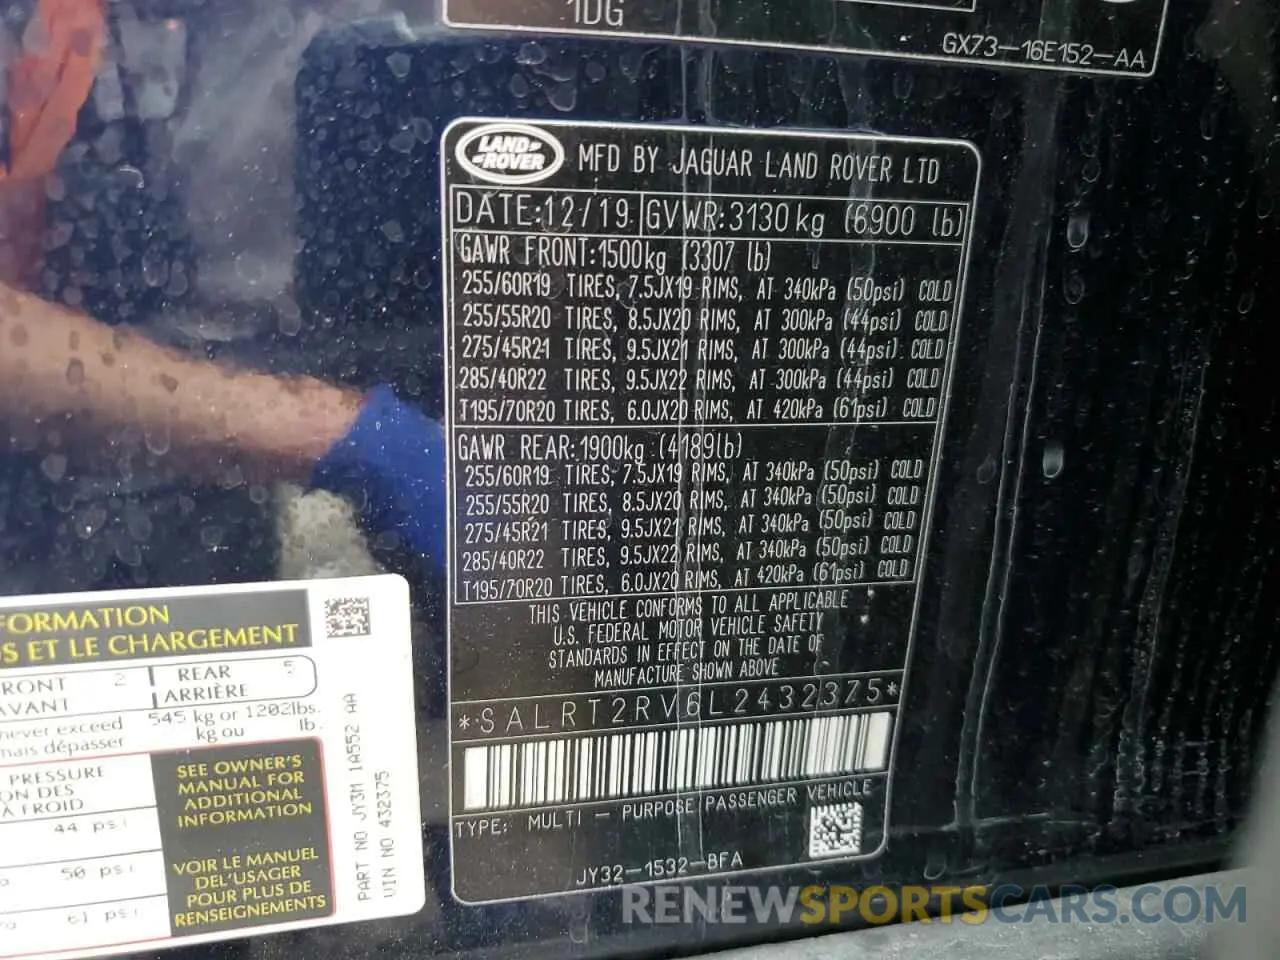 1DG
GX73-16E152-AA
LAND ROVER
MFD BY JAGUAR LAND ROVER LTD
DATE:12/19 GVWR:3130kg (6900 lb)
GAWR FRONT:1500kg (3307 lb)
255/60R19 TIRES, 7.5JX19 RIMS, AT 340kPa (50psi) COLD
255/55R20 TIRES, 8.5JX20 RIMS, AT 300kPa (44psi) COLD
275/45R21 TIRES, 9.5JX21 RIMS, AT 300kPa (44psi) COLD
285/40R22 TIRES, 9.5JX22 RIMS, AT 300kPa (44psi) COLD
T195/70R20 TIRES, 6.0JX20 RIMS, AT 420kPa (61psi) COLD
GAWR REAR:1900kg (4189lb)
255/60R19 TIRES, 7.5JX19 RIMS, AT 340kPa (50psi) COLD
255/55R20 TIRES, 8.5JX20 RIMS, AT 340kPa (50psi) COLD
275/45R21 TIRES, 9.5JX21 RIMS, AT 340kPa (50psi) COLD
285/40R22 TIRES, 9.5JX22 RIMS, AT 340kPa (50psi) COLD
T195/70R20 TIRES, 6.0JX20 RIMS, AT 420kPa (61psi) COLD
THIS VEHICLE CONFORMS TO ALL APPLICABLE
U.S. FEDERAL MOTOR VEHICLE SAFETY
STANDARDS IN EFFECT ON THE DATE OF
MANUFACTURE SHOWN ABOVE
*SALRT2RV6L2432375*
TYPE: MULTI - PURPOSE PASSENGER VEHICLE
JY32-1532-BFA
FORMATION
S ET LE CHARGEMENT
FRONT 2 REAR 5
AVANT ARRIÈRE
never exceed 545 kg or 1202lbs.
mais dépasser kg ou lb.
PRESSURE
ON DES
À FROID
44 psi
50 psi
61 psi
SEE OWNER'S
MANUAL FOR
ADDITIONAL
INFORMATION
VOIR LE MANUEL
DEL'USAGER
POUR PLUS DE
RENSEIGNEMENTS
PART NO JY3M 1A552 AA
VIN NO 432375
RENEWSPORTSCARS.COM